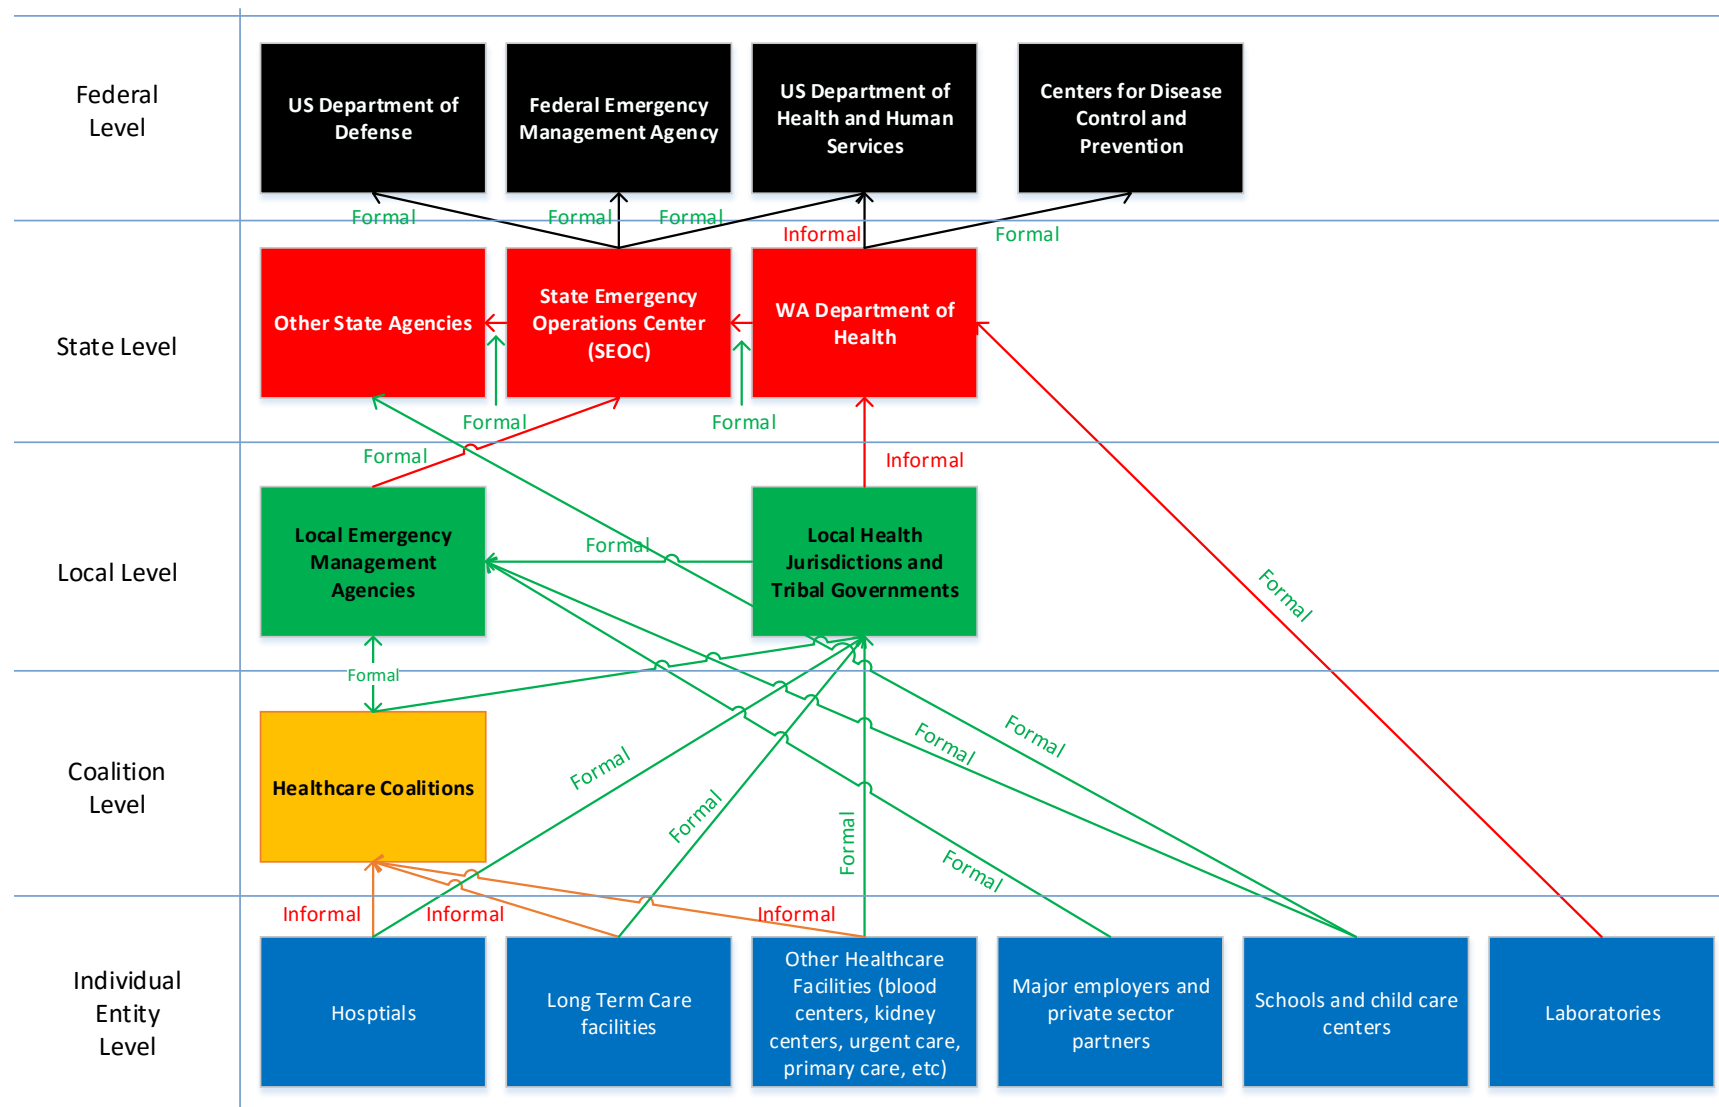 Federal
Level
US Department of
Defense
Federal Emergency
Management Agency
US Department of
Health and Human
Services
Centers for Disease
Control and
Prevention
Formal
Formal
Formal
Informal
Formal
State Level
Other State Agencies
State Emergency
Operations Center
(SEOC)
WA Department of
Health
Formal
Formal
Formal
Informal
Local Level
Local Emergency
Management
Agencies
Formal
Local Health
Jurisdictions and
Tribal Governments
Formal
Formal
Coalition
Level
Healthcare Coalitions
Formal
Formal
Formal
Formal
Formal
Formal
Informal
Informal
Informal
Individual
Entity
Level
Hosptials
Long Term Care
facilities
Other Healthcare
Facilities (blood
centers, kidney
centers, urgent care,
primary care, etc)
Major employers and
private sector
partners
Schools and child care
centers
Laboratories